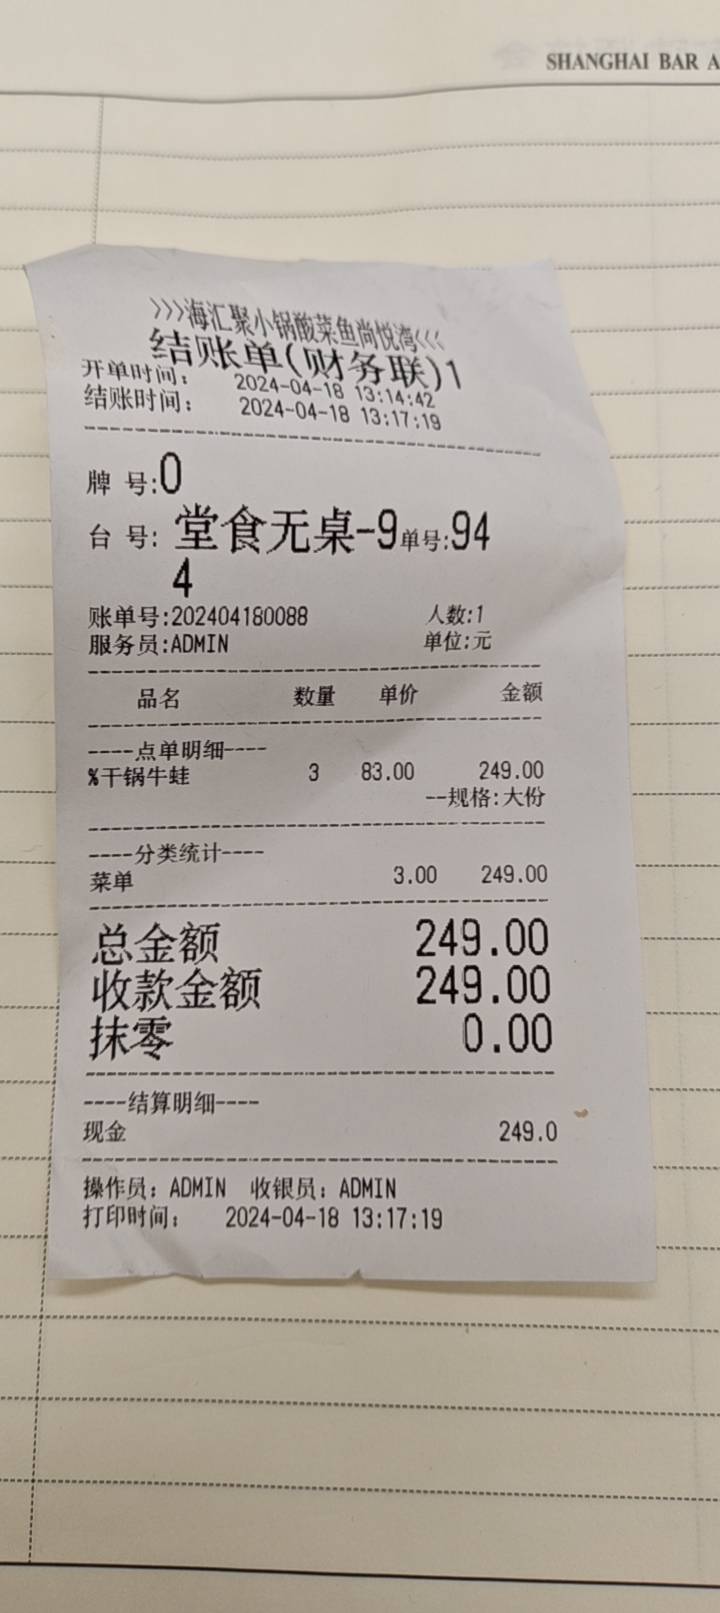 SHANGHAI BAR A
>>>海汇聚小锅酸菜鱼尚悦湾<<<
结账单(财务联)1
开单时间: 2024-04-18 13:14:42
结账时间: 2024-04-18 13:17:19
牌 号:0
台 号: 堂食无桌-9单号:94
4
账单号:202404180088 人数:1
服务员:ADMIN 单位:元
品名 数量 单价 金额
----点单明细----
%干锅牛蛙 3 83.00 249.00
--规格:大份
----分类统计----
菜单 3.00 249.00
总金额 249.00
收款金额 249.00
抹零 0.00
----结算明细----
现金 249.0
操作员: ADMIN 收银员: ADMIN
打印时间: 2024-04-18 13:17:19